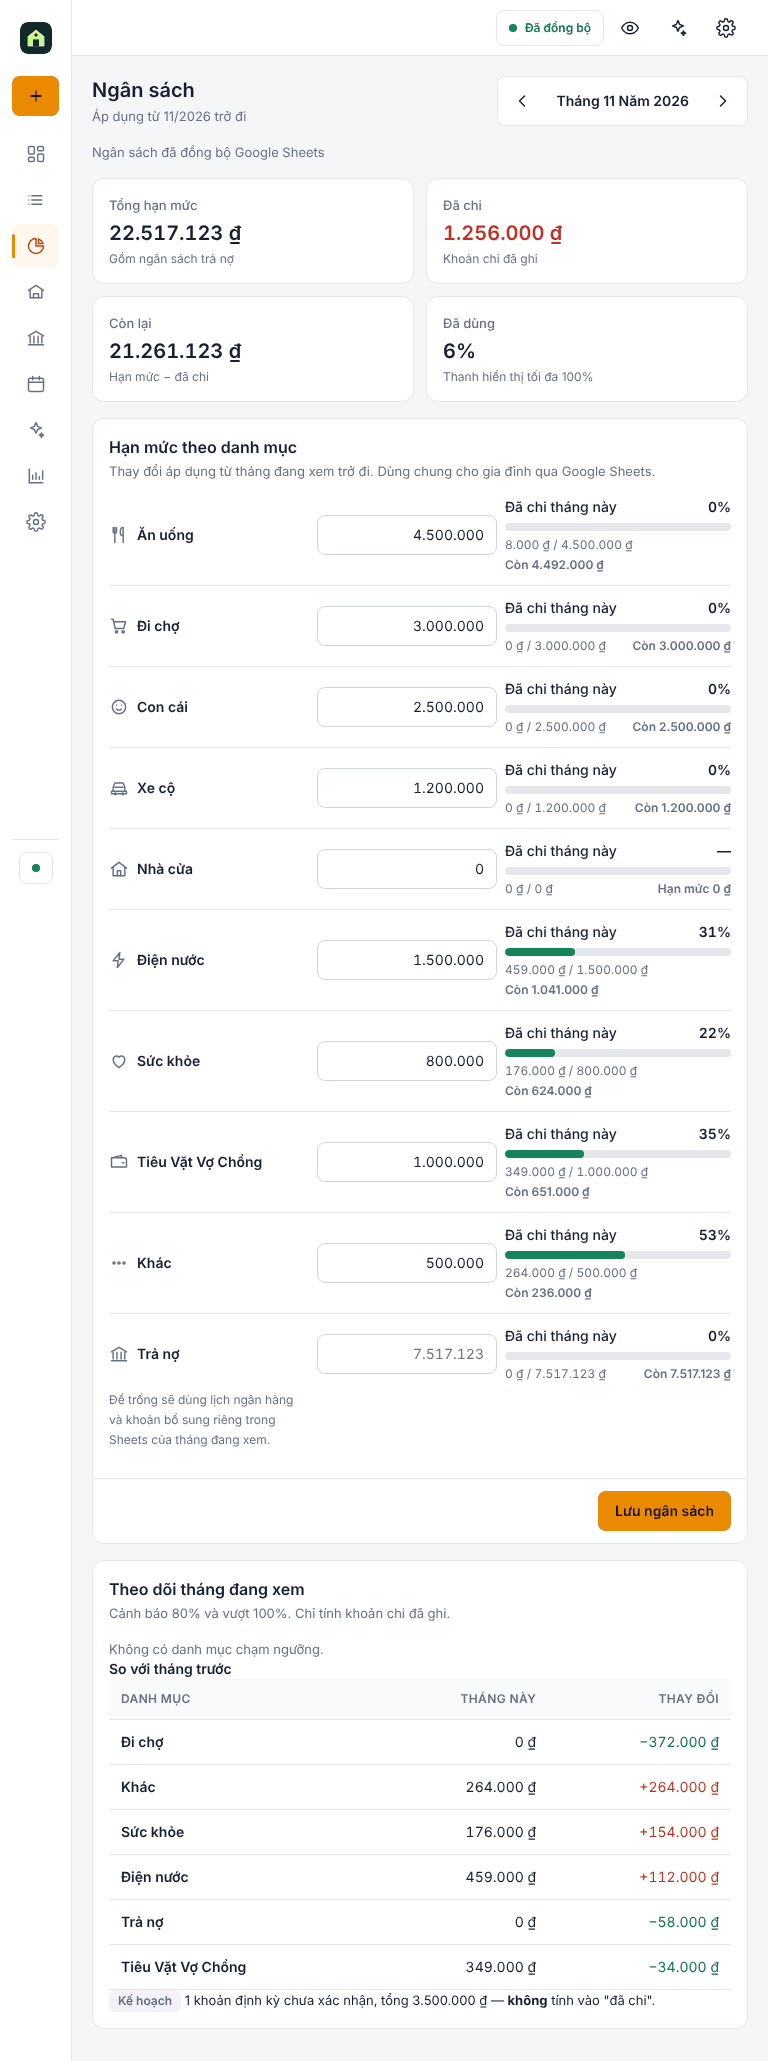 Đã đồng bộ
Ngân sách
Áp dụng từ 11/2026 trở đi
Tháng 11 Năm 2026
Ngân sách đã đồng bộ Google Sheets
Tổng hạn mức
22.517.123 ₫
Gồm ngân sách trả nợ
Đã chi
1.256.000 ₫
Khoản chi đã ghi
Còn lại
21.261.123 ₫
Hạn mức − đã chi
Đã dùng
6%
Thanh hiển thị tối đa 100%
Hạn mức theo danh mục
Thay đổi áp dụng từ tháng đang xem trở đi. Dùng chung cho gia đình qua Google Sheets.
Ăn uống
4.500.000
Đã chi tháng này 0%
8.000 ₫ / 4.500.000 ₫
Còn 4.492.000 ₫
Đi chợ
3.000.000
Đã chi tháng này 0%
0 ₫ / 3.000.000 ₫ Còn 3.000.000 ₫
Con cái
2.500.000
Đã chi tháng này 0%
0 ₫ / 2.500.000 ₫ Còn 2.500.000 ₫
Xe cộ
1.200.000
Đã chi tháng này 0%
0 ₫ / 1.200.000 ₫ Còn 1.200.000 ₫
Nhà cửa
0
Đã chi tháng này —
0 ₫ / 0 ₫ Hạn mức 0 ₫
Điện nước
1.500.000
Đã chi tháng này 31%
459.000 ₫ / 1.500.000 ₫
Còn 1.041.000 ₫
Sức khỏe
800.000
Đã chi tháng này 22%
176.000 ₫ / 800.000 ₫
Còn 624.000 ₫
Tiêu Vặt Vợ Chồng
1.000.000
Đã chi tháng này 35%
349.000 ₫ / 1.000.000 ₫
Còn 651.000 ₫
Khác
500.000
Đã chi tháng này 53%
264.000 ₫ / 500.000 ₫
Còn 236.000 ₫
Trả nợ
7.517.123
Đã chi tháng này 0%
0 ₫ / 7.517.123 ₫ Còn 7.517.123 ₫
Để trống sẽ dùng lịch ngân hàng
và khoản bổ sung riêng trong
Sheets của tháng đang xem.
Lưu ngân sách
Theo dõi tháng đang xem
Cảnh báo 80% và vượt 100%. Chỉ tính khoản chi đã ghi.
Không có danh mục chạm ngưỡng.
So với tháng trước
DANH MỤC THÁNG NÀY THAY ĐỔI
Đi chợ 0 ₫ −372.000 ₫
Khác 264.000 ₫ +264.000 ₫
Sức khỏe 176.000 ₫ +154.000 ₫
Điện nước 459.000 ₫ +112.000 ₫
Trả nợ 0 ₫ −58.000 ₫
Tiêu Vặt Vợ Chồng 349.000 ₫ −34.000 ₫
Kế hoạch 1 khoản định kỳ chưa xác nhận, tổng 3.500.000 ₫ — không tính vào "đã chi".